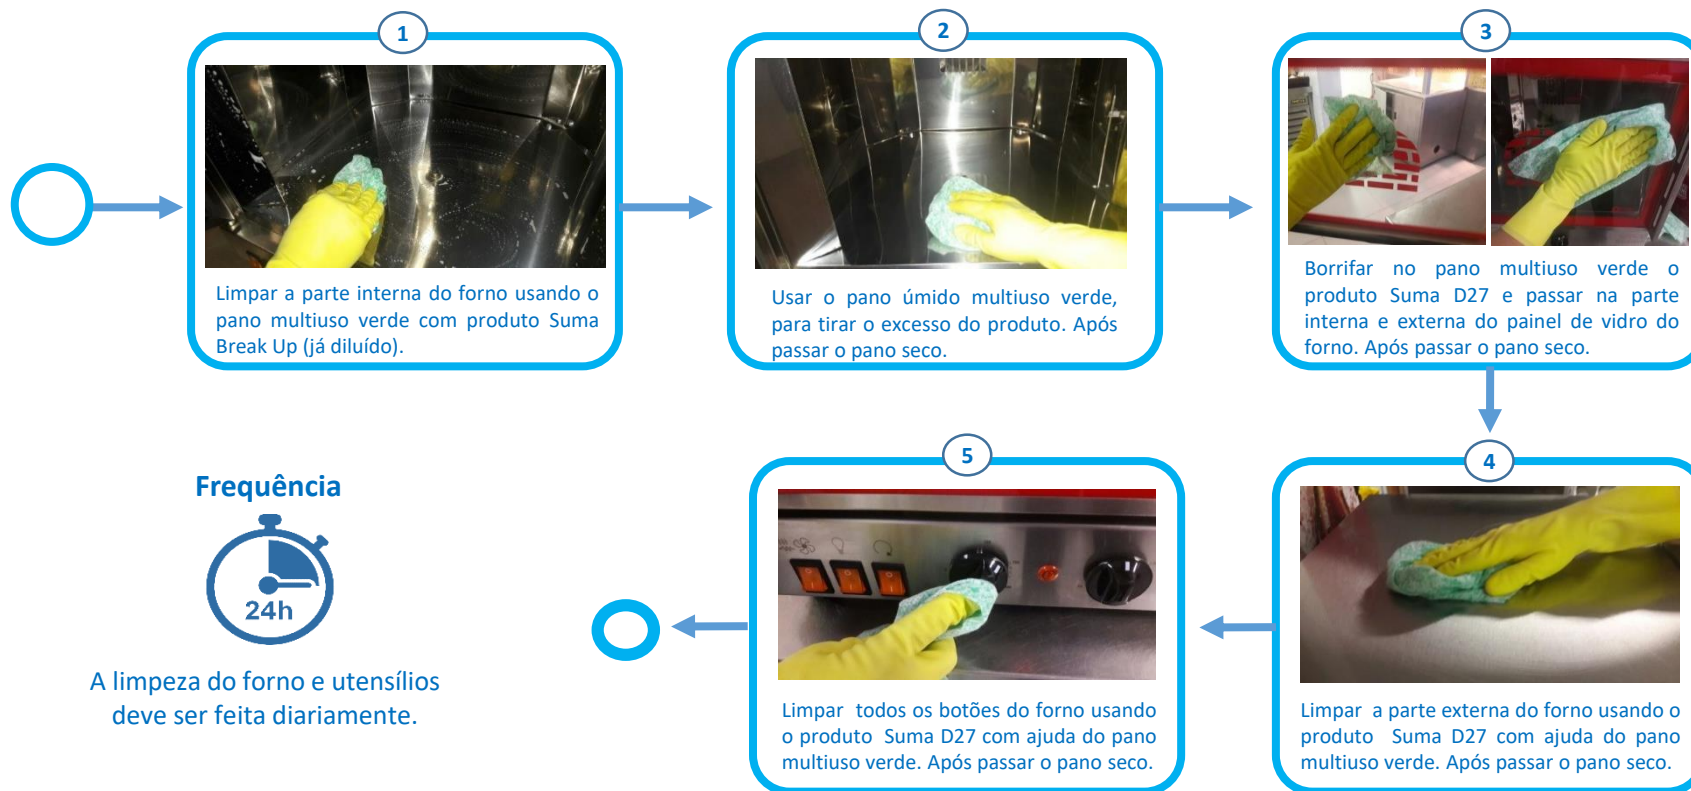 1
Limpar a parte interna do forno usando o
pano multiuso verde com produto Suma
Break Up (já diluído).
2
Usar o pano úmido multiuso verde,
para tirar o excesso do produto. Após
passar o pano seco.
3
Borrifar no pano multiuso verde o
produto Suma D27 e passar na parte
interna e externa do painel de vidro do
forno. Após passar o pano seco.
4
Limpar a parte externa do forno usando o
produto Suma D27 com ajuda do pano
multiuso verde. Após passar o pano seco.
5
Limpar todos os botões do forno usando
o produto Suma D27 com ajuda do pano
multiuso verde. Após passar o pano seco.
Frequência
24h
A limpeza do forno e utensílios
deve ser feita diariamente.